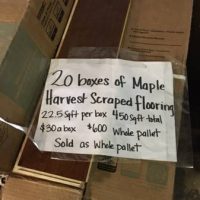 20 boxes of Maple
Harvest Scraped flooring
22.5 Sqft per box 450 Sqft total
$30 a box $600 Whole pallet
Sold as Whole pallet